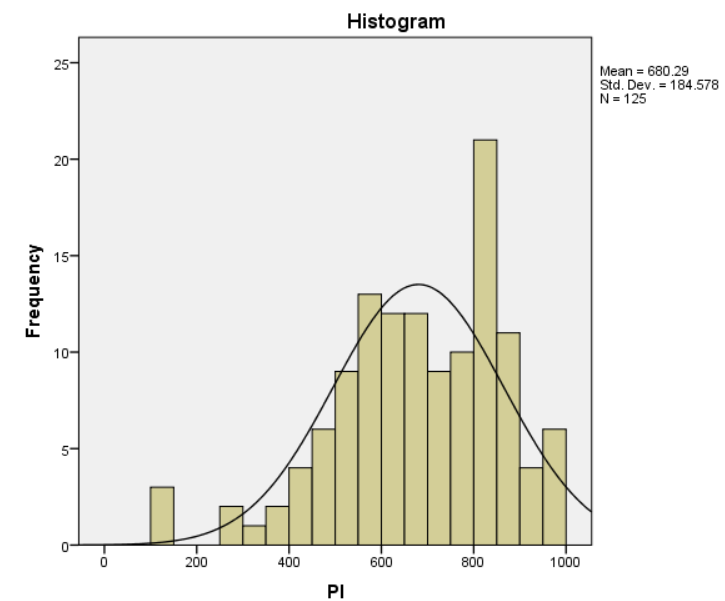 Histogram
Mean = 680.29
Std. Dev. = 184.578
N = 125
Frequency
25
20
15
10
5
0
0 200 400 600 800 1000
PI